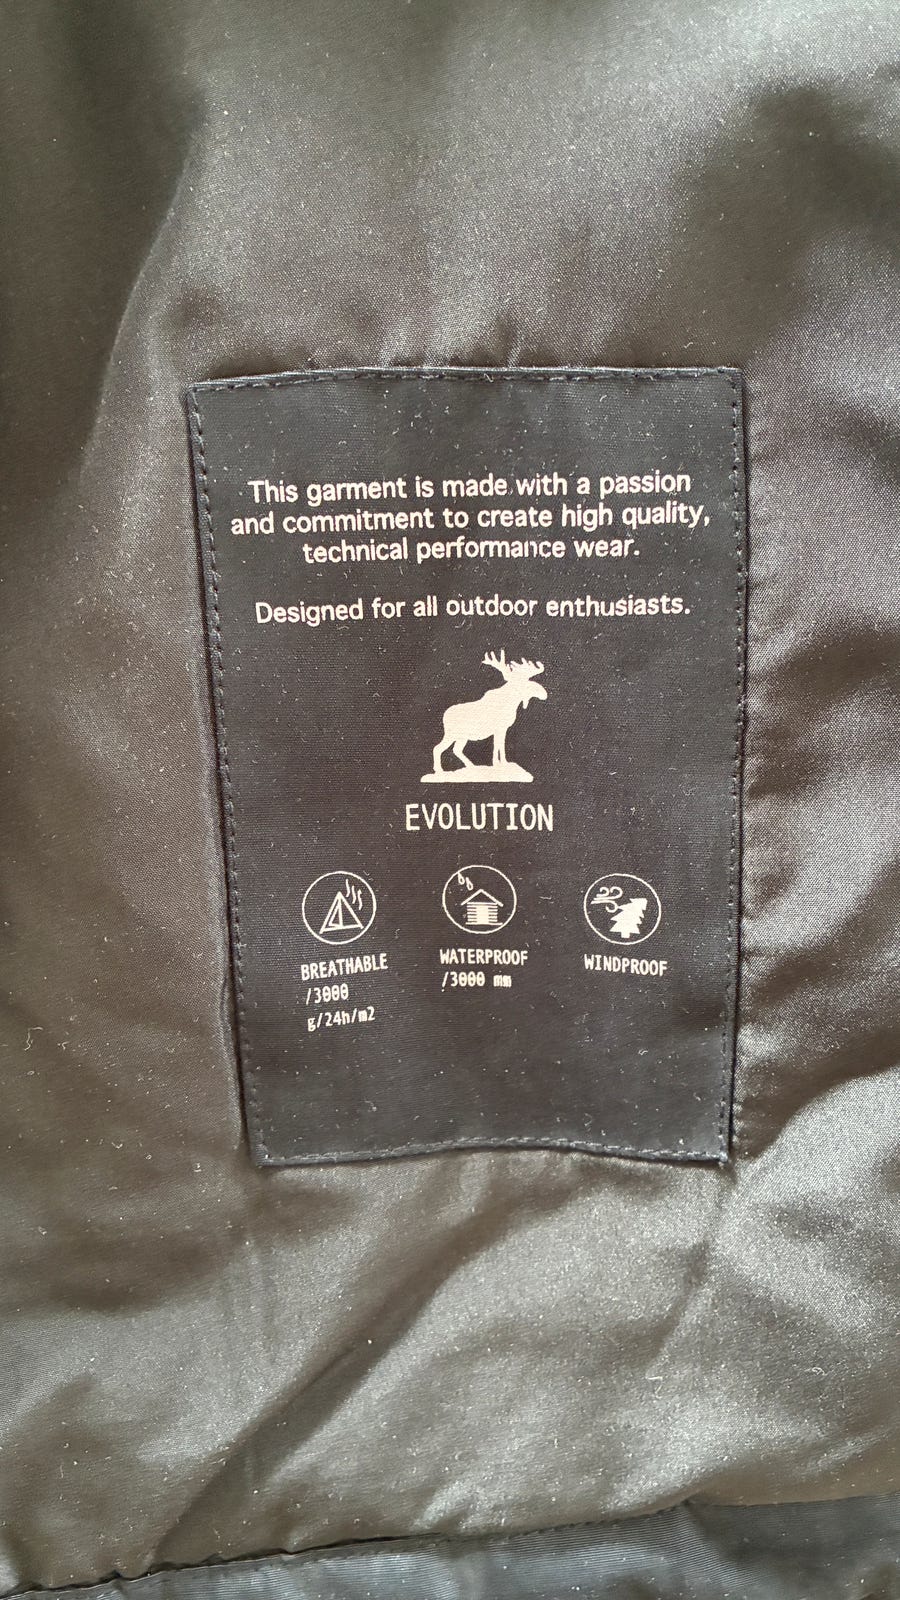 This garment is made with a passion
and commitment to create high quality,
technical performance wear.
Designed for all outdoor enthusiasts.
EVOLUTION
BREATHABLE
/3000
g/24h/m2
WATERPROOF
/3000 mm
WINDPROOF